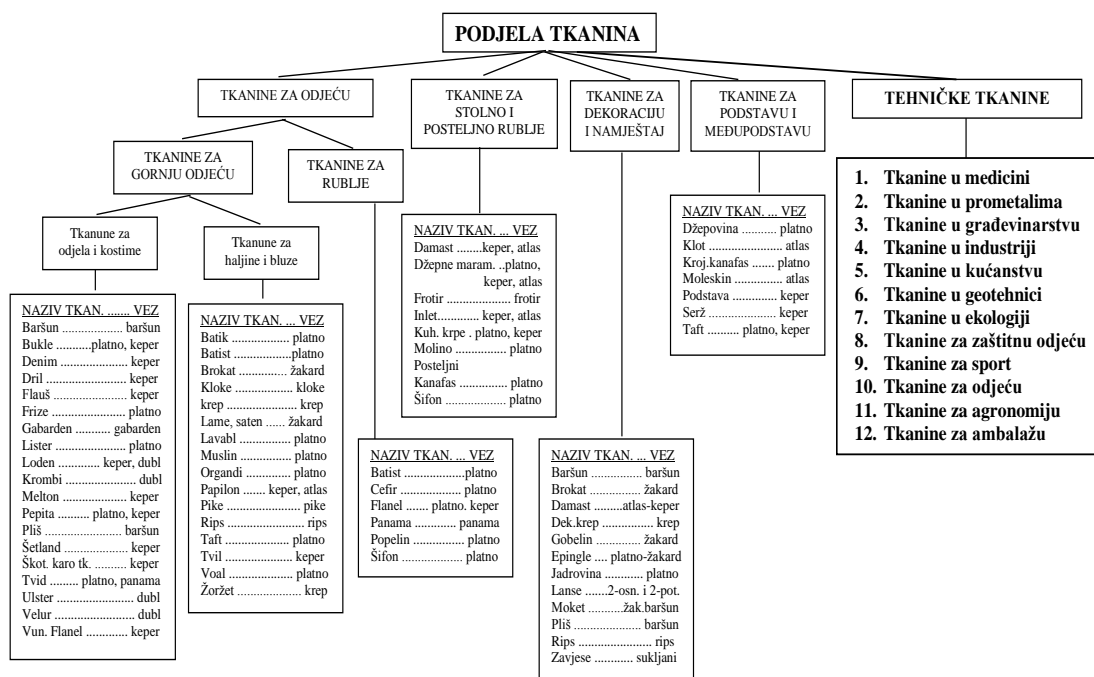 PODJELA TKANINA
TKANINE ZA ODJEĆU
TKANINE ZA
STOLNO I
POSTELJNO RUBLJE
TKANINE ZA
DEKORACIJU
I NAMJEŠTAJ
TKANINE ZA
PODSTAVU I
MEĐUPODSTAVU
TEHNIČKE TKANINE
TKANINE ZA
GORNJU ODJEĆU
TKANINE ZA
RUBLJE
Tkanune za
odjela i kostime
Tkanune za
haljine i bluze
NAZIV TKAN. ....... VEZ
Baršun ................... baršun
Bukle ...........platno, keper
Denim ...................... keper
Dril .......................... keper
Flauš ........................ keper
Frize ........................ platno
Gabarden ........... gabarden
Lister ...................... platno
Loden ............. keper, dubl
Krombi ...................... dubl
Melton ..................... keper
Pepita .......... platno, keper
Pliš ........................ baršun
Šetland .................... keper
Škot. karo tk. .......... keper
Tvid ......... platno, panama
Ulster ......................... dubl
Velur ......................... dubl
Vun. Flanel ............. keper
NAZIV TKAN. ... VEZ
Batik ................... platno
Batist ...................platno
Brokat ................ žakard
Kloke .................. kloke
krep ....................... krep
Lame, saten ...... žakard
Lavabl ................ platno
Muslin ................ platno
Organdi .............. platno
Papilon ....... keper, atlas
Pike ...................... pike
Rips ....................... rips
Taft .................... platno
Tvil ..................... keper
Voal .................... platno
Žoržet .................... krep
NAZIV TKAN. ... VEZ
Batist ....................platno
Cefir .................... platno
Flanel ...... platno. keper
Panama ............. panama
Popelin ............... platno
Šifon .................... platno
NAZIV TKAN. ... VEZ
Damast ........keper, atlas
Džepne maram. ..platno,
keper, atlas
Frotir ..................... frotir
Inlet................keper, atlas
Kuh. krpe . platno, keper
Molino ................ platno
Posteljni
Kanafas ............... platno
Šifon .................... platno
NAZIV TKAN. ... VEZ
Baršun ................. baršun
Brokat ................. žakard
Damast .........atlas-keper
Dek.krep................. krep
Gobelin ............... žakard
Epingle .... platno-žakard
Jadrovina ............ platno
Lanse .......2-osn. i 2-pot.
Moket ........ žak.baršun
Pliš ...................... baršun
Rips ........................ rips
Zavjese ............ sukljani
NAZIV TKAN. ... VEZ
Džepovina ........... platno
Klot ........................ atlas
Kroj.kanafas ....... platno
Moleskin ............... atlas
Podstava ............... keper
Serž ...................... keper
Taft .......... platno, keper
1. Tkanine u medicini
2. Tkanine u prometalima
3. Tkanine u građevinarstvu
4. Tkanine u industriji
5. Tkanine u kućanstvu
6. Tkanine u geotehnici
7. Tkanine u ekologiji
8. Tkanine za zaštitnu odjeću
9. Tkanine za sport
10. Tkanine za odjeću
11. Tkanine za agronomiju
12. Tkanine za ambalažu